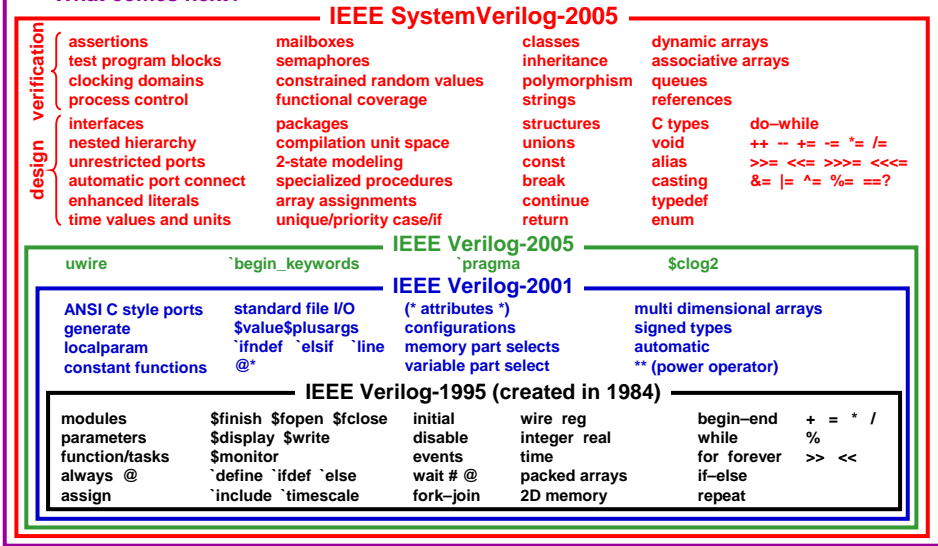 What comes next?
IEEE SystemVerilog-2005
verification
assertions mailboxes classes dynamic arrays
test program blocks semaphores inheritance associative arrays
clocking domains constrained random values polymorphism queues
process control functional coverage strings references
design
interfaces packages structures C types do–while
nested hierarchy compilation unit space unions void ++ -- += -= *= /=
unrestricted ports 2-state modeling const alias >>= <<= >>>= <<<=
automatic port connect specialized procedures break casting &= |= ^= %= ==?
enhanced literals array assignments continue typedef
time values and units unique/priority case/if return enum
IEEE Verilog-2005
uwire `begin_keywords `pragma $clog2
IEEE Verilog-2001
ANSI C style ports standard file I/O (* attributes *) multi dimensional arrays
generate $value$plusargs configurations signed types
localparam `ifndef `elsif `line memory part selects automatic
constant functions @* variable part select ** (power operator)
IEEE Verilog-1995 (created in 1984)
modules $finish $fopen $fclose initial wire reg begin–end + = * /
parameters $display $write disable integer real while %
function/tasks $monitor events time for forever >> <<
always @ `define `ifdef `else wait # @ packed arrays if–else
assign `include `timescale fork–join 2D memory repeat